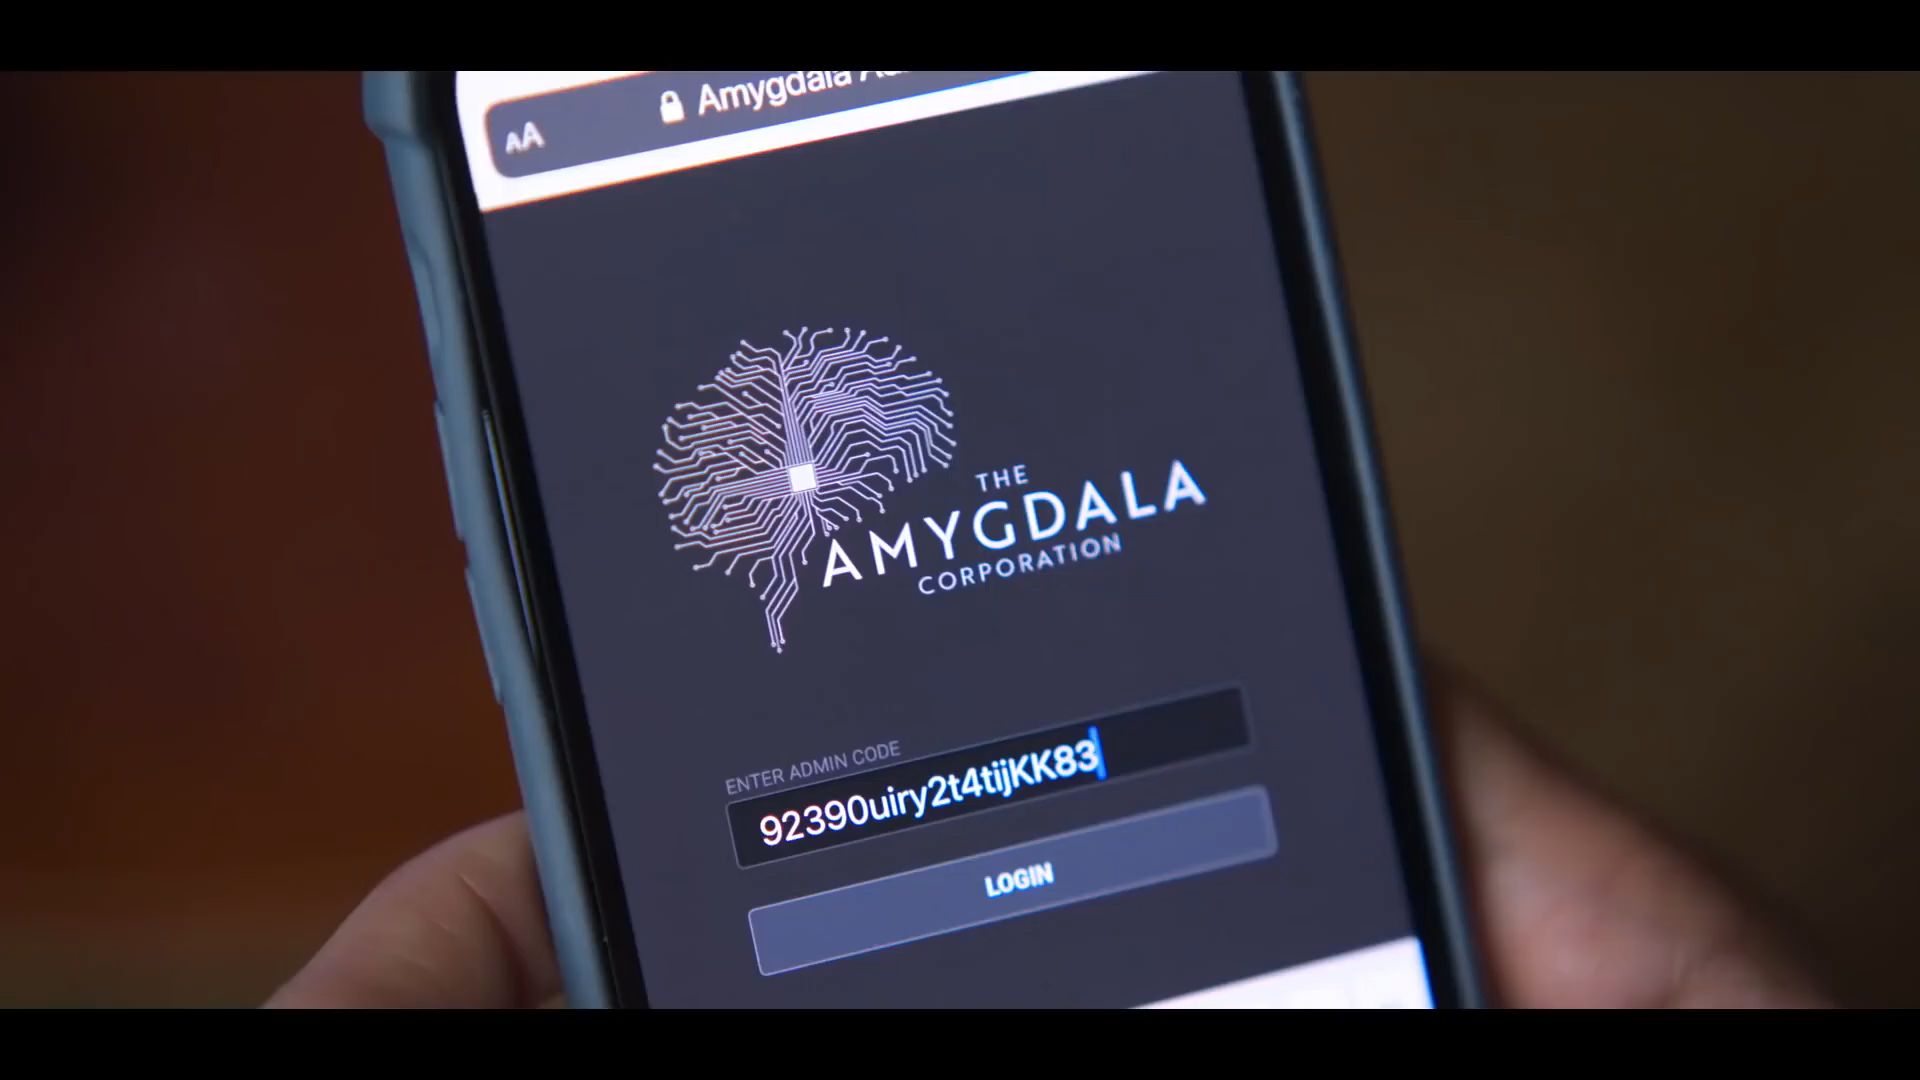 AA Amygdala
THE
AMYGDALA
CORPORATION
ENTER ADMIN CODE
92390uiry2t4tijKK83
LOGIN